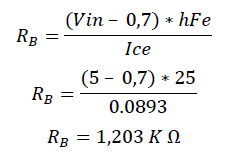 R_B = (Vin − 0,7) * hFe / Ice
R_B = (5 − 0,7) * 25 / 0.0893
R_B = 1,203 K Ω